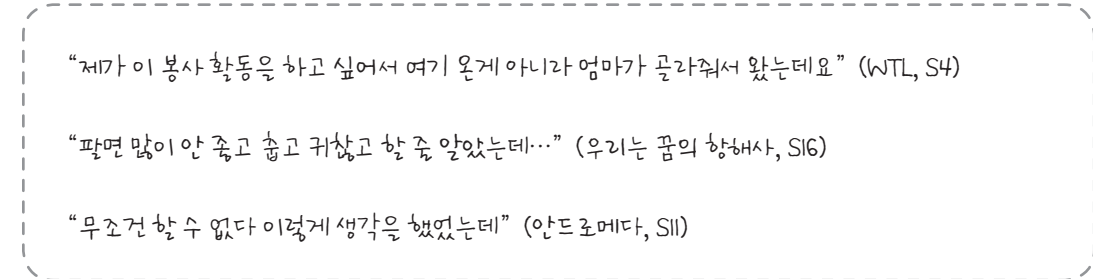 “제가 이 봉사 활동을 하고 싶어서 여기 온게 아니라 엄마가 골라줘서 왔는데요” (WTL, S4)
“팔면 많이 안 좋고 춥고 귀찮고 할 줄 알았는데…” (우리는 꿈의 항해사, S16)
“무조건 할 수 없다 이렇게 생각을 했었는데” (안드로메다, S11)